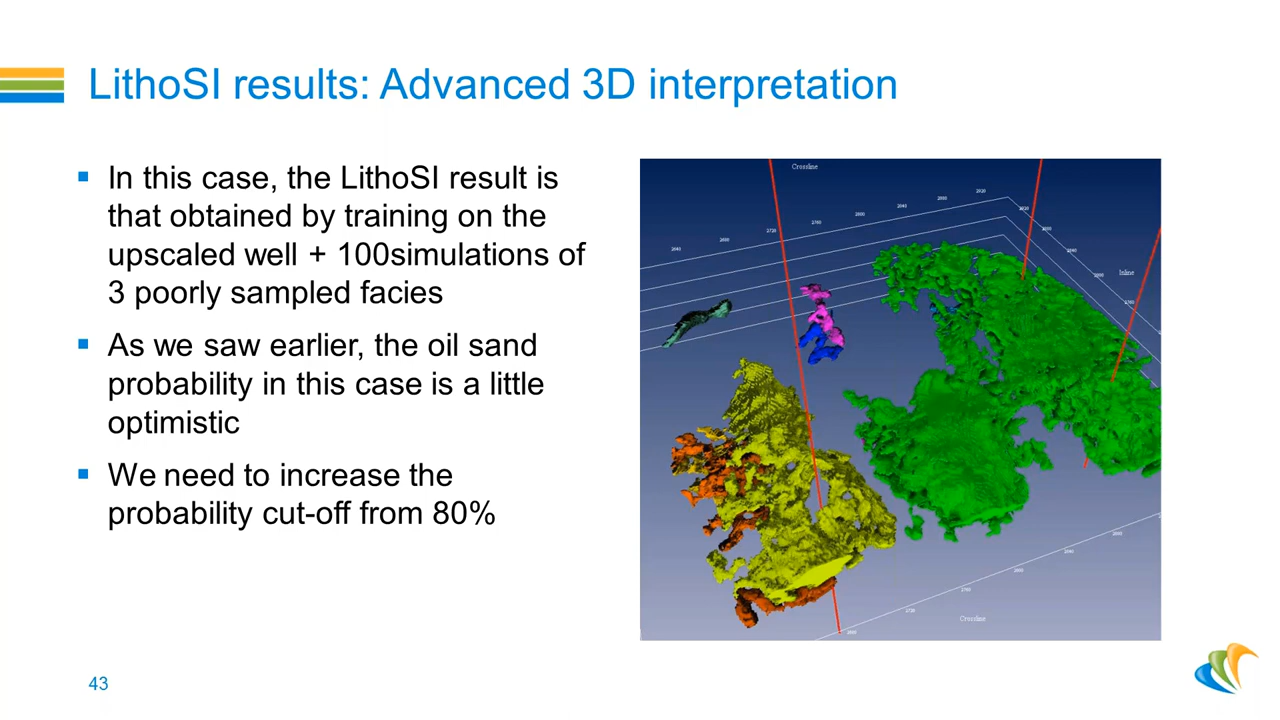 LithoSI results: Advanced 3D interpretation
In this case, the LithoSI result is
that obtained by training on the
upscaled well + 100simulations of
3 poorly sampled facies
As we saw earlier, the oil sand
probability in this case is a little
optimistic
We need to increase the
probability cut-off from 80%
Crossline
Inline
Crossline
43